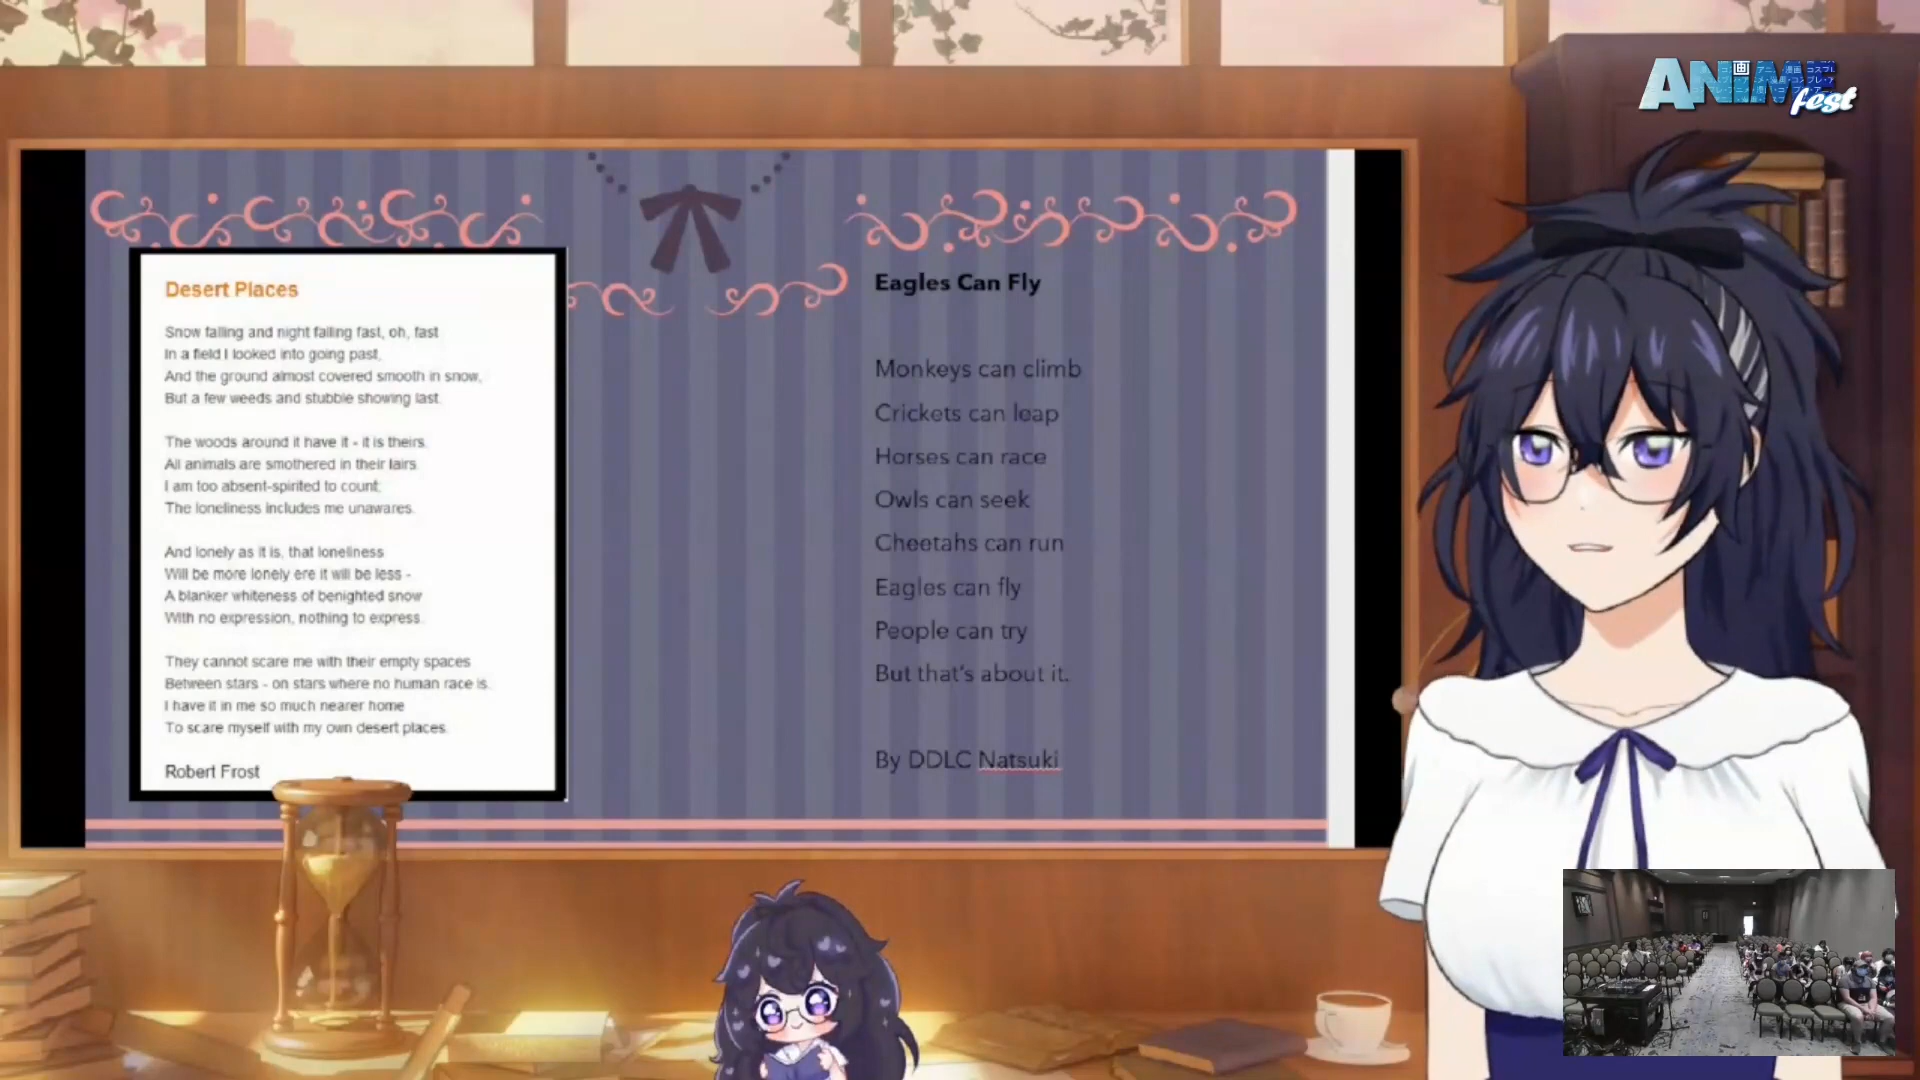 ANIME
fest
Desert Places
Snow falling and night falling fast, oh, fast
In a field I looked into going past,
And the ground almost covered smooth in snow,
But a few weeds and stubble showing last.
The woods around it have it - it is theirs.
All animals are smothered in their lairs.
I am too absent-spirited to count;
The loneliness includes me unawares.
And lonely as it is, that loneliness
Will be more lonely ere it will be less -
A blanker whiteness of benighted snow
With no expression, nothing to express.
They cannot scare me with their empty spaces
Between stars - on stars where no human race is.
I have it in me so much nearer home
To scare myself with my own desert places.
Robert Frost
Eagles Can Fly
Monkeys can climb
Crickets can leap
Horses can race
Owls can seek
Cheetahs can run
Eagles can fly
People can try
But that's about it.
By DDLC Natsuki